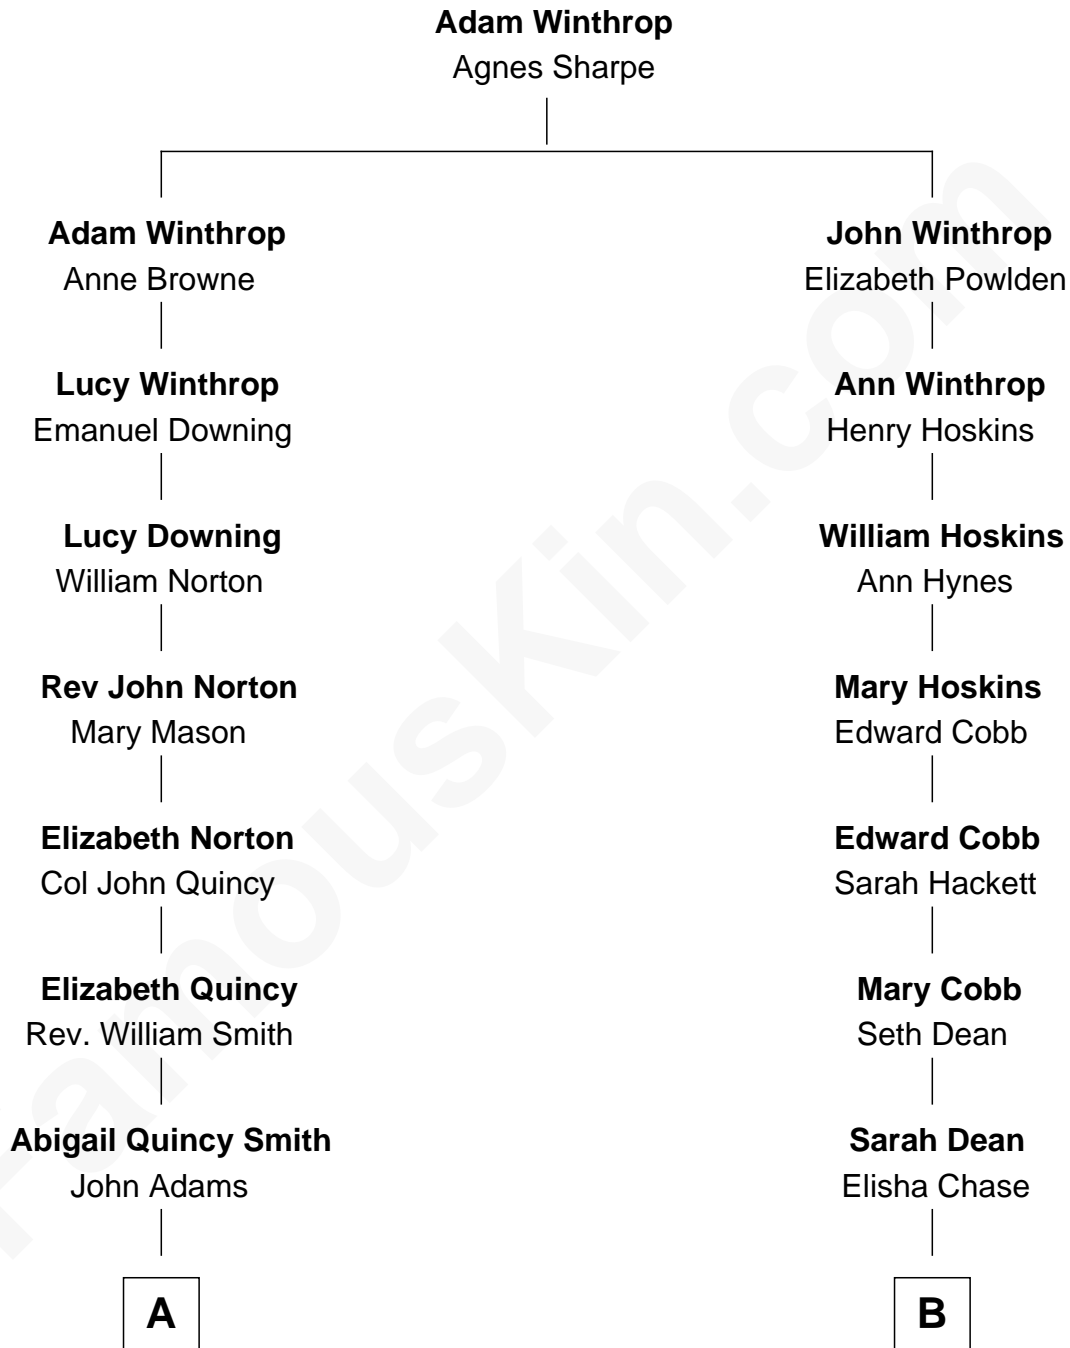 Adam Winthrop
Agnes Sharpe
Adam Winthrop
Anne Browne
John Winthrop
Elizabeth Powlden
Lucy Winthrop
Emanuel Downing
Ann Winthrop
Henry Hoskins
Lucy Downing
William Norton
William Hoskins
Ann Hynes
Rev John Norton
Mary Mason
Mary Hoskins
Edward Cobb
Elizabeth Norton
Col John Quincy
Edward Cobb
Sarah Hackett
Elizabeth Quincy
Rev. William Smith
Mary Cobb
Seth Dean
Abigail Quincy Smith
John Adams
Sarah Dean
Elisha Chase
A
B
FamousKin.com